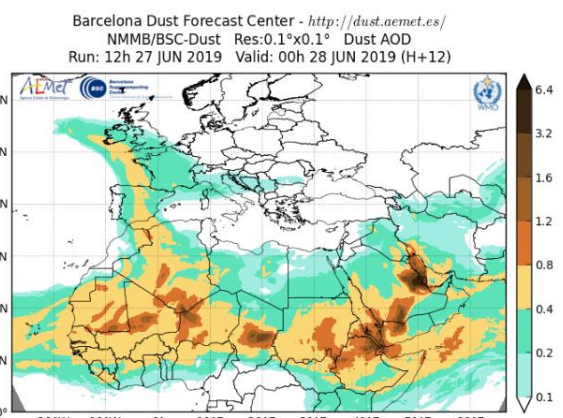 Barcelona Dust Forecast Center - http://dust.aemet.es/
NMMB/BSC-Dust Res:0.1°x0.1° Dust AOD
Run: 12h 27 JUN 2019 Valid: 00h 28 JUN 2019 (H+12)
AEMet
BSC
Barcelona
Supercomputing
Center
WMO
6.4
3.2
1.6
1.2
0.8
0.4
0.2
0.1